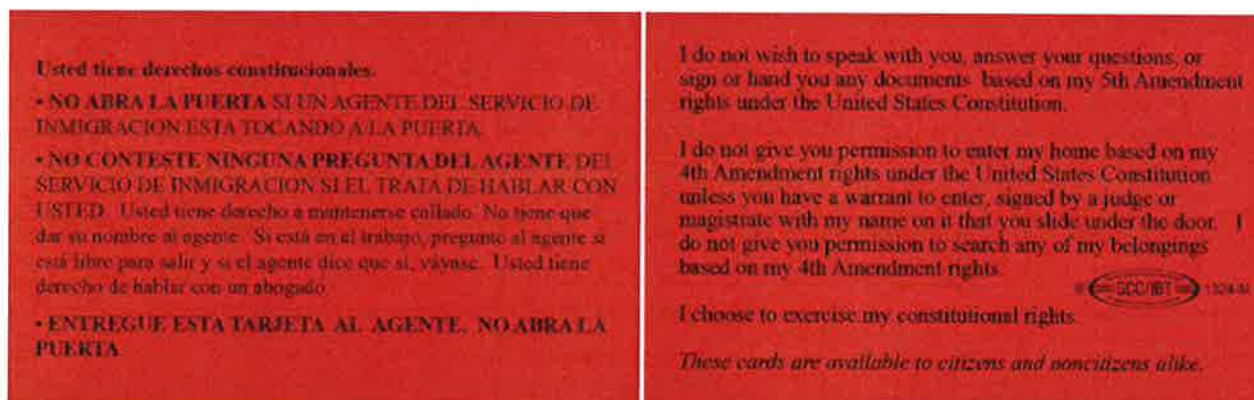 Usted tiene derechos constitucionales.
• NO ABRA LA PUERTA SI UN AGENTE DEL SERVICIO DE
INMIGRACION ESTA TOCANDO A LA PUERTA.
• NO CONTESTE NINGUNA PREGUNTA DEL AGENTE DEL
SERVICIO DE INMIGRACION SI EL TRATA DE HABLAR CON
USTED. Usted tiene derecho a mantenerse callado. No tiene que
dar su nombre al agente. Si está en el trabajo, pregunte al agente si
está libre para salir y si el agente dice que sí, váyase. Usted tiene
derecho de hablar con un abogado.
• ENTREGUE ESTA TARJETA AL AGENTE. NO ABRA LA
PUERTA.
I do not wish to speak with you, answer your questions, or
sign or hand you any documents based on my 5th Amendment
rights under the United States Constitution.
I do not give you permission to enter my home based on my
4th Amendment rights under the United States Constitution
unless you have a warrant to enter, signed by a judge or
magistrate with my name on it that you slide under the door. I
do not give you permission to search any of my belongings
based on my 4th Amendment rights.
GCC/IBT
I choose to exercise my constitutional rights.
These cards are available to citizens and noncitizens alike.